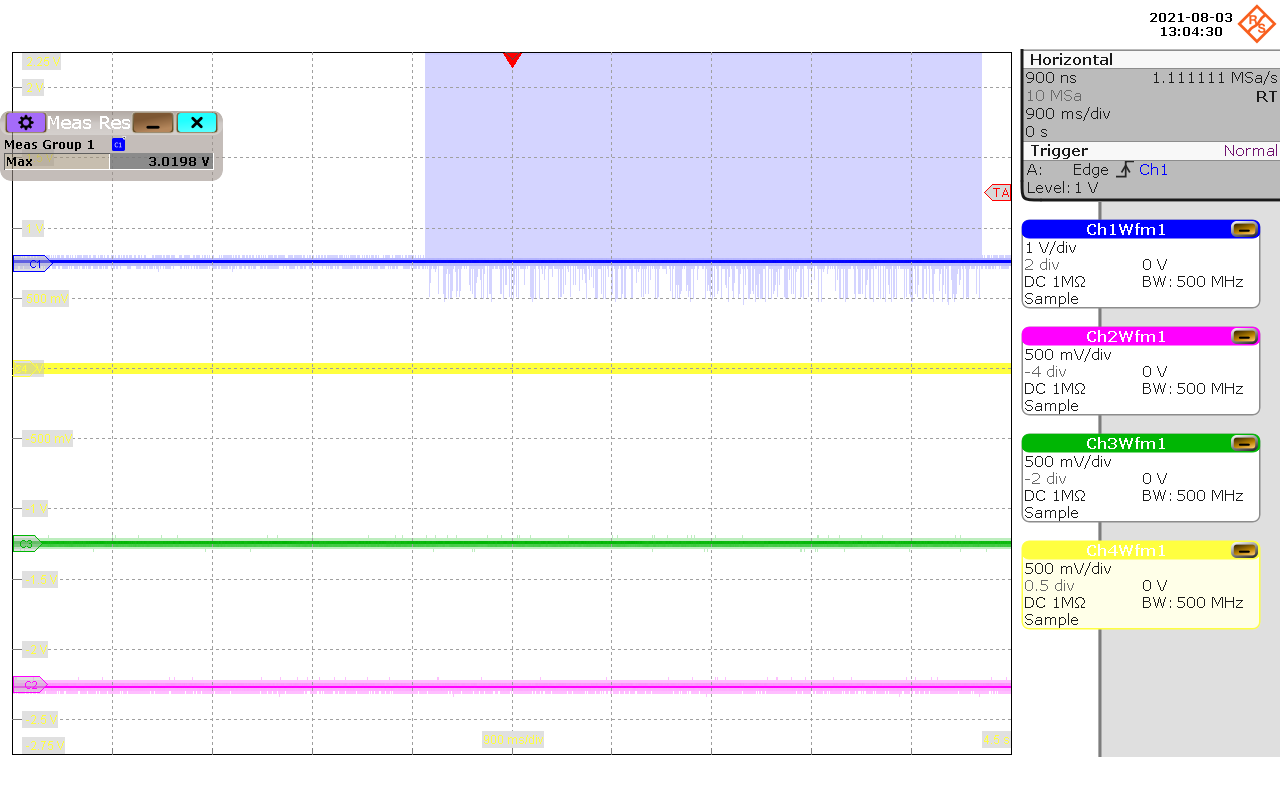 2021-08-03
13:04:30
R/S
Horizontal
900 ns 1.111111 MSa/s
10 MSa RT
900 ms/div
0 s
Trigger Normal
A: Edge Ch1
Level: 1 V
TA
Meas Res
Meas Group 1 C1
Max 3.0198 V
C1
C3
C2
Ch1Wfm1
1 V/div
2 div 0 V
DC 1MΩ BW: 500 MHz
Sample
Ch2Wfm1
500 mV/div
-4 div 0 V
DC 1MΩ BW: 500 MHz
Sample
Ch3Wfm1
500 mV/div
-2 div 0 V
DC 1MΩ BW: 500 MHz
Sample
Ch4Wfm1
500 mV/div
0.5 div 0 V
DC 1MΩ BW: 500 MHz
Sample